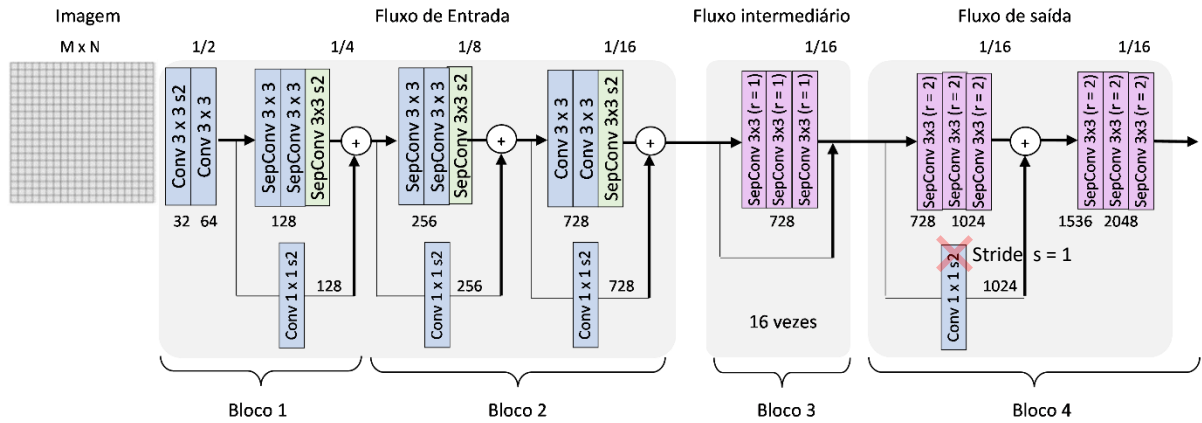 Imagem
Fluxo de Entrada
Fluxo intermediário
Fluxo de saída
M x N
1/2
1/4
1/8
1/16
1/16
1/16
1/16
Conv 3 x 3 s2
Conv 3 x 3
SepConv 3 x 3
SepConv 3 x 3
SepConv 3x3 s2
+
SepConv 3 x 3
SepConv 3 x 3
SepConv 3x3 s2
+
Conv 3 x 3
Conv 3 x 3
SepConv 3x3 s2
+
SepConv 3x3 (r = 1)
SepConv 3x3 (r = 1)
SepConv 3x3 (r = 1)
SepConv 3x3 (r = 2)
SepConv 3x3 (r = 2)
SepConv 3x3 (r = 2)
+
SepConv 3x3 (r = 2)
SepConv 3x3 (r = 2)
SepConv 3x3 (r = 2)
32 64
128
256
728
728
728 1024
1536 2048
Conv 1 x 1 s2
128
Conv 1 x 1 s2
256
Conv 1 x 1 s2
728
16 vezes
Conv 1 x 1 s2
Stride s = 1
1024
Bloco 1
Bloco 2
Bloco 3
Bloco 4